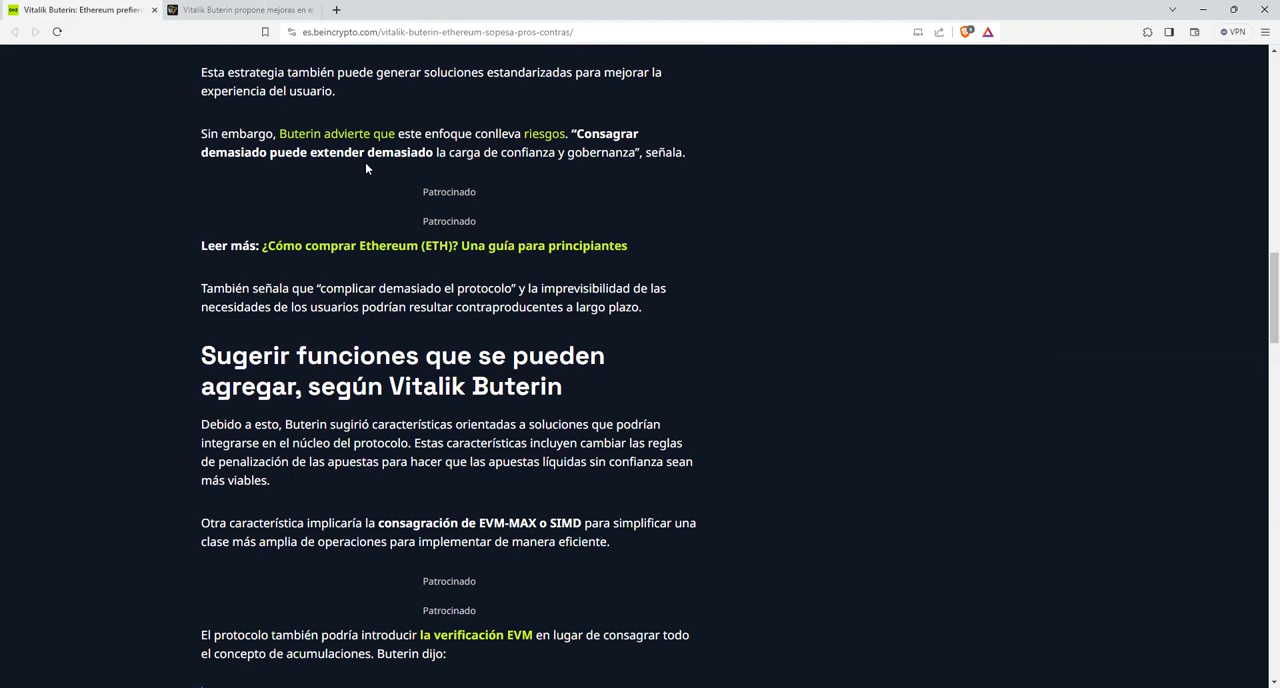 Vitalik Buterin: Ethereum prefier
Vitalik Buterin propone mejoras en el
es.beincrypto.com/vitalik-buterin-ethereum-sopesa-pros-contras/
VPN
Esta estrategia también puede generar soluciones estandarizadas para mejorar la
experiencia del usuario.
Sin embargo, Buterin advierte que este enfoque conlleva riesgos. “Consagrar
demasiado puede extender demasiado la carga de confianza y gobernanza”, señala.
Patrocinado
Patrocinado
Leer más: ¿Cómo comprar Ethereum (ETH)? Una guía para principiantes
También señala que “complicar demasiado el protocolo” y la imprevisibilidad de las
necesidades de los usuarios podrían resultar contraproducentes a largo plazo.
Sugerir funciones que se pueden
agregar, según Vitalik Buterin
Debido a esto, Buterin sugirió características orientadas a soluciones que podrían
integrarse en el núcleo del protocolo. Estas características incluyen cambiar las reglas
de penalización de las apuestas para hacer que las apuestas líquidas sin confianza sean
más viables.
Otra característica implicaría la consagración de EVM-MAX o SIMD para simplificar una
clase más amplia de operaciones para implementar de manera eficiente.
Patrocinado
Patrocinado
El protocolo también podría introducir la verificación EVM en lugar de consagrar todo
el concepto de acumulaciones. Buterin dijo: